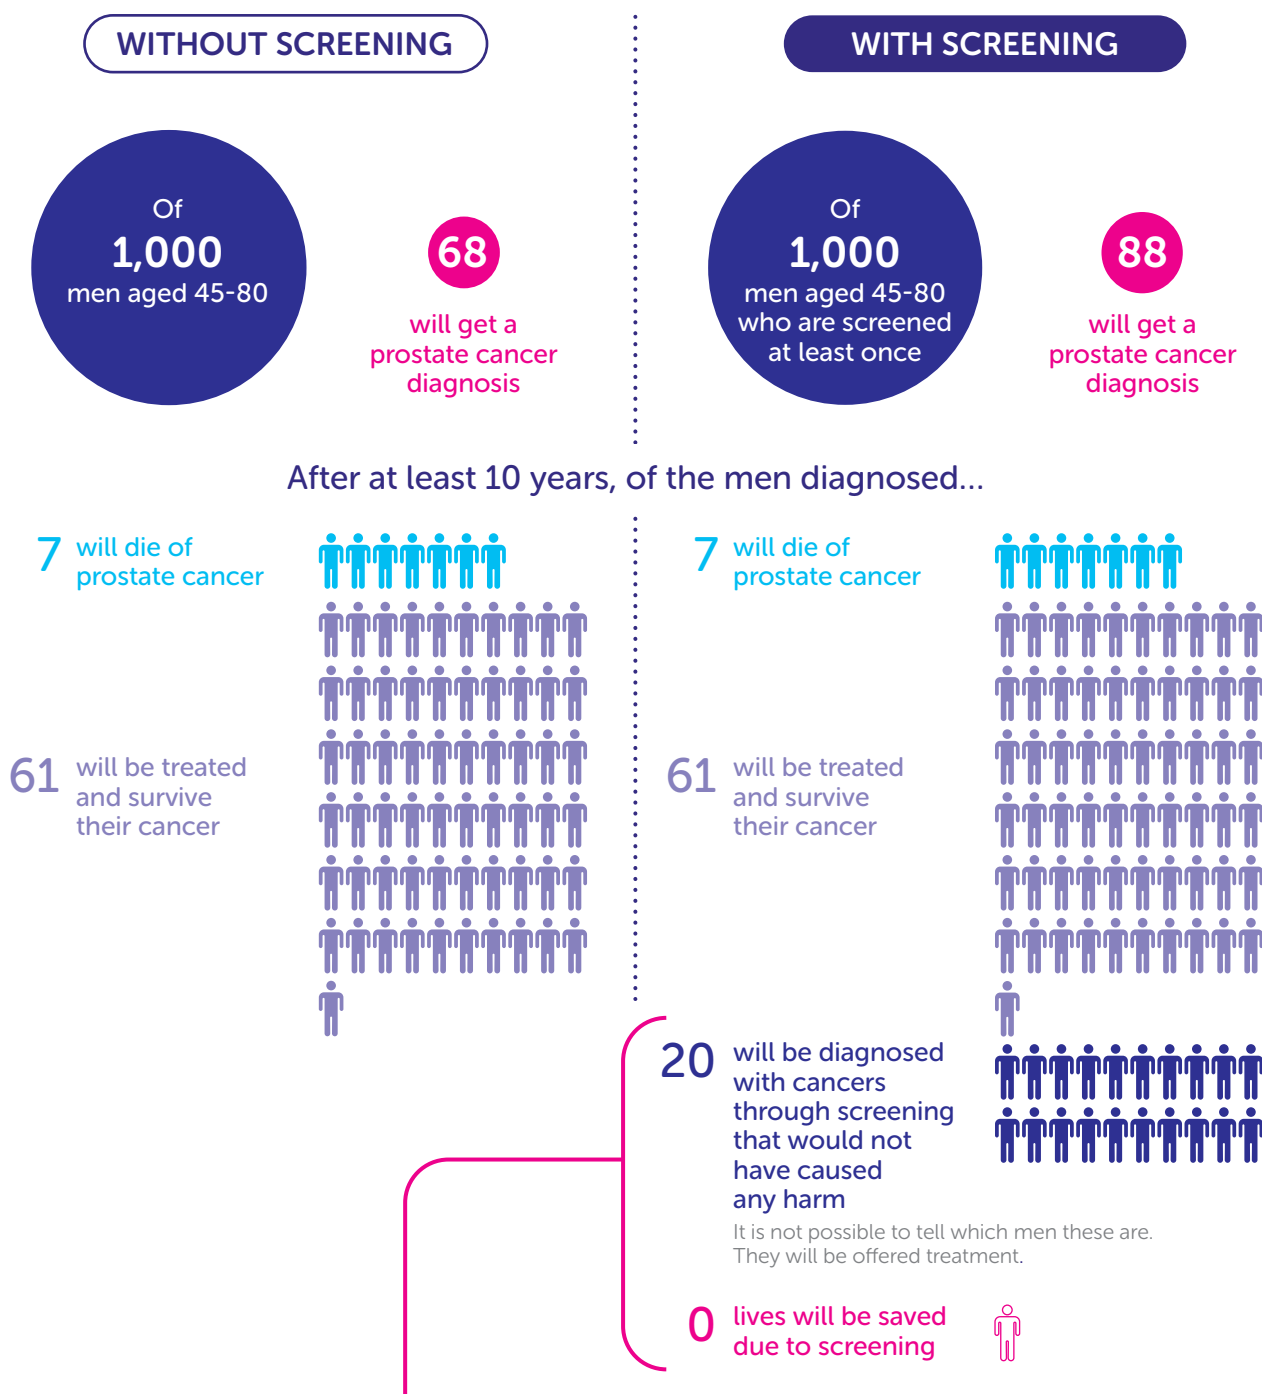 WITHOUT SCREENING
WITH SCREENING
Of
1,000
men aged 45-80
68
will get a
prostate cancer
diagnosis
Of
1,000
men aged 45-80
who are screened
at least once
88
will get a
prostate cancer
diagnosis
After at least 10 years, of the men diagnosed...
7 will die of
prostate cancer
7 will die of
prostate cancer
61 will be treated
and survive
their cancer
61 will be treated
and survive
their cancer
20 will be diagnosed
with cancers
through screening
that would not
have caused
any harm
It is not possible to tell which men these are.
They will be offered treatment.
0 lives will be saved
due to screening